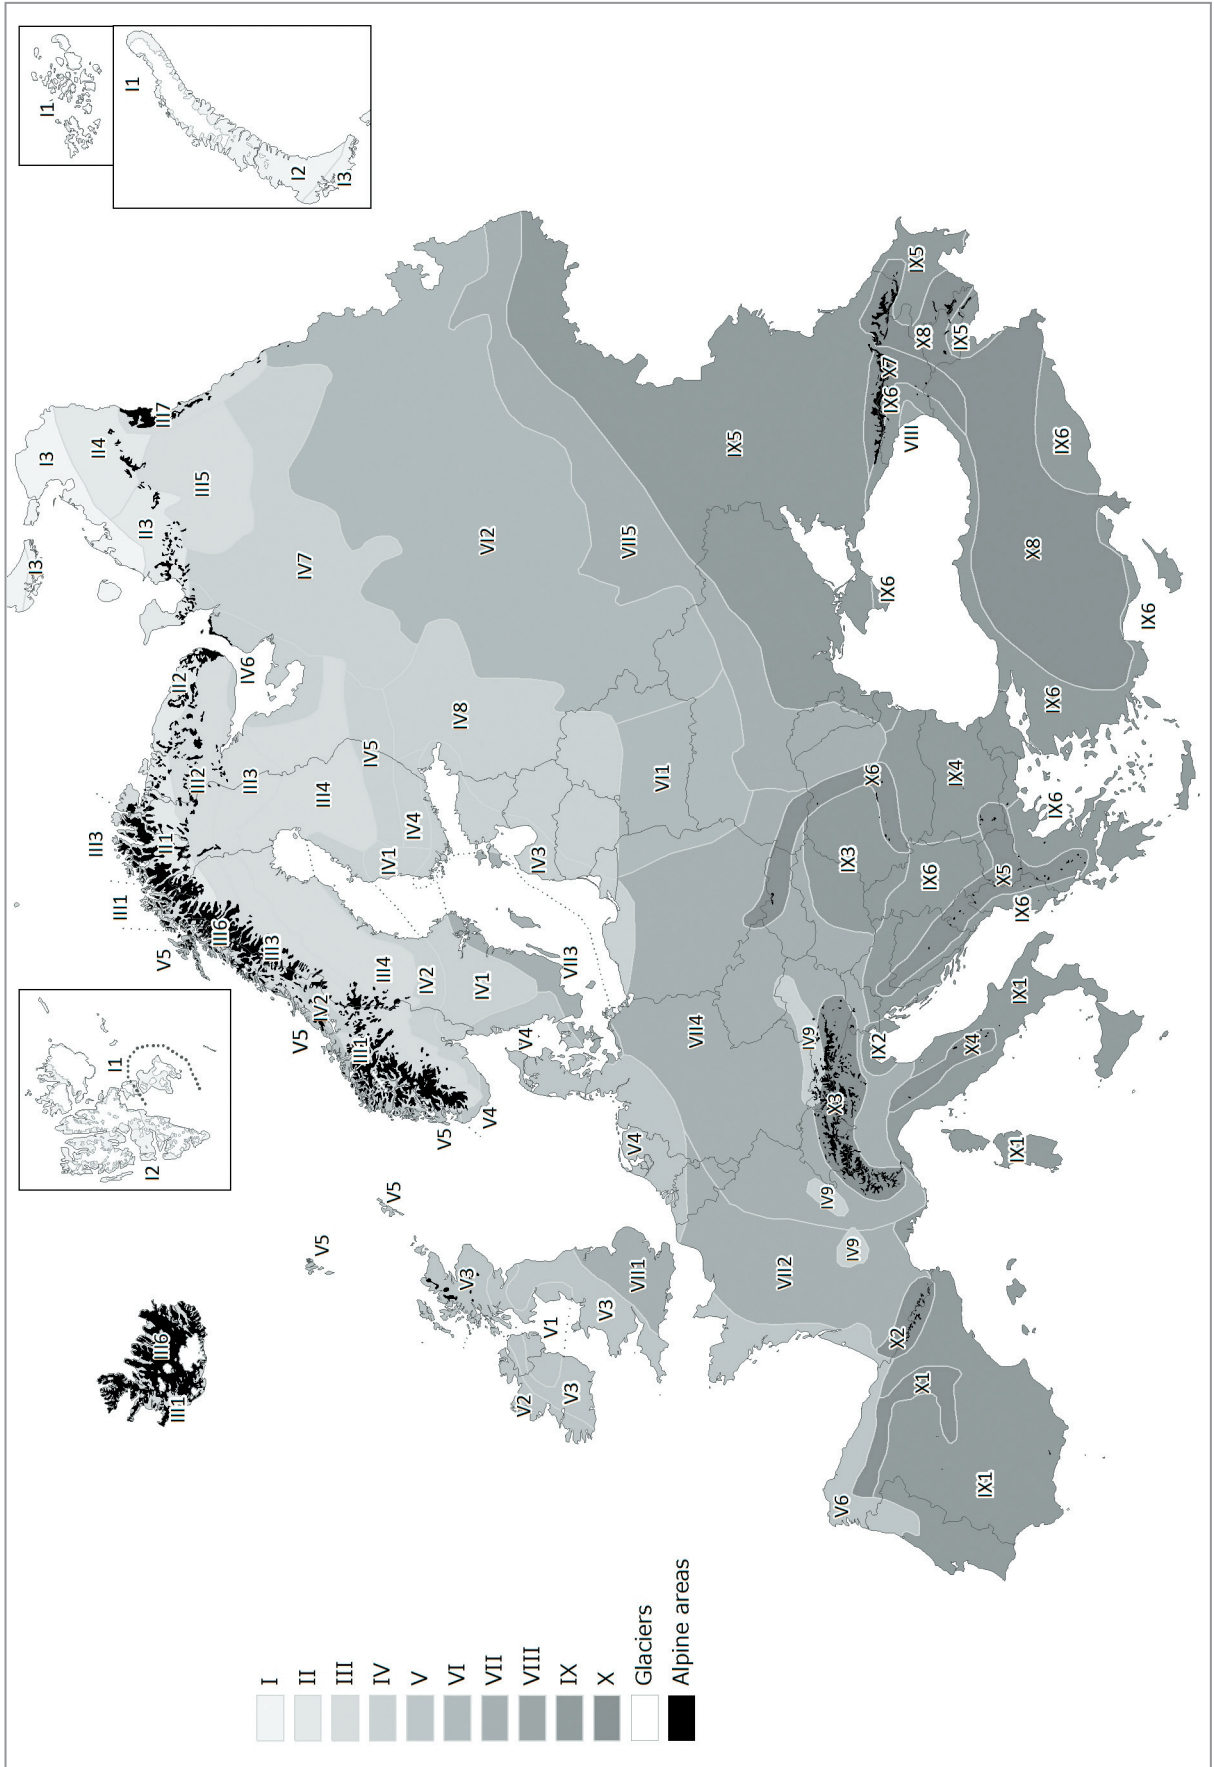 I
II
III
IV
V
VI
VII
VIII
IX
X
Glaciers
Alpine areas
I3
I3
I1
III3
II4
I1
III1
I1
II3
I2
III6
V5
II1
III7
III1
II2
III2
III5
III6
III3
IV6
III3
I2
V5
IV7
V5
IV2
III4
I3
III1
IV5
III4
IV1
V5
IV4
IV2
V5
IV8
V3
IV1
VI2
V4
V2
V4
IV3
V1
V3
VII3
V3
VII5
V4
VII1
VI1
VII4
IX5
VII2
IV9
IV9
X3
V6
IX3
IV9
X6
IX2
IX6
IX6
X7
X2
VIII
IX5
X1
X8
IX6
IX4
IX5
X4
IX1
X5
IX1
IX1
IX6
X8
IX6
IX6
IX6
IX6